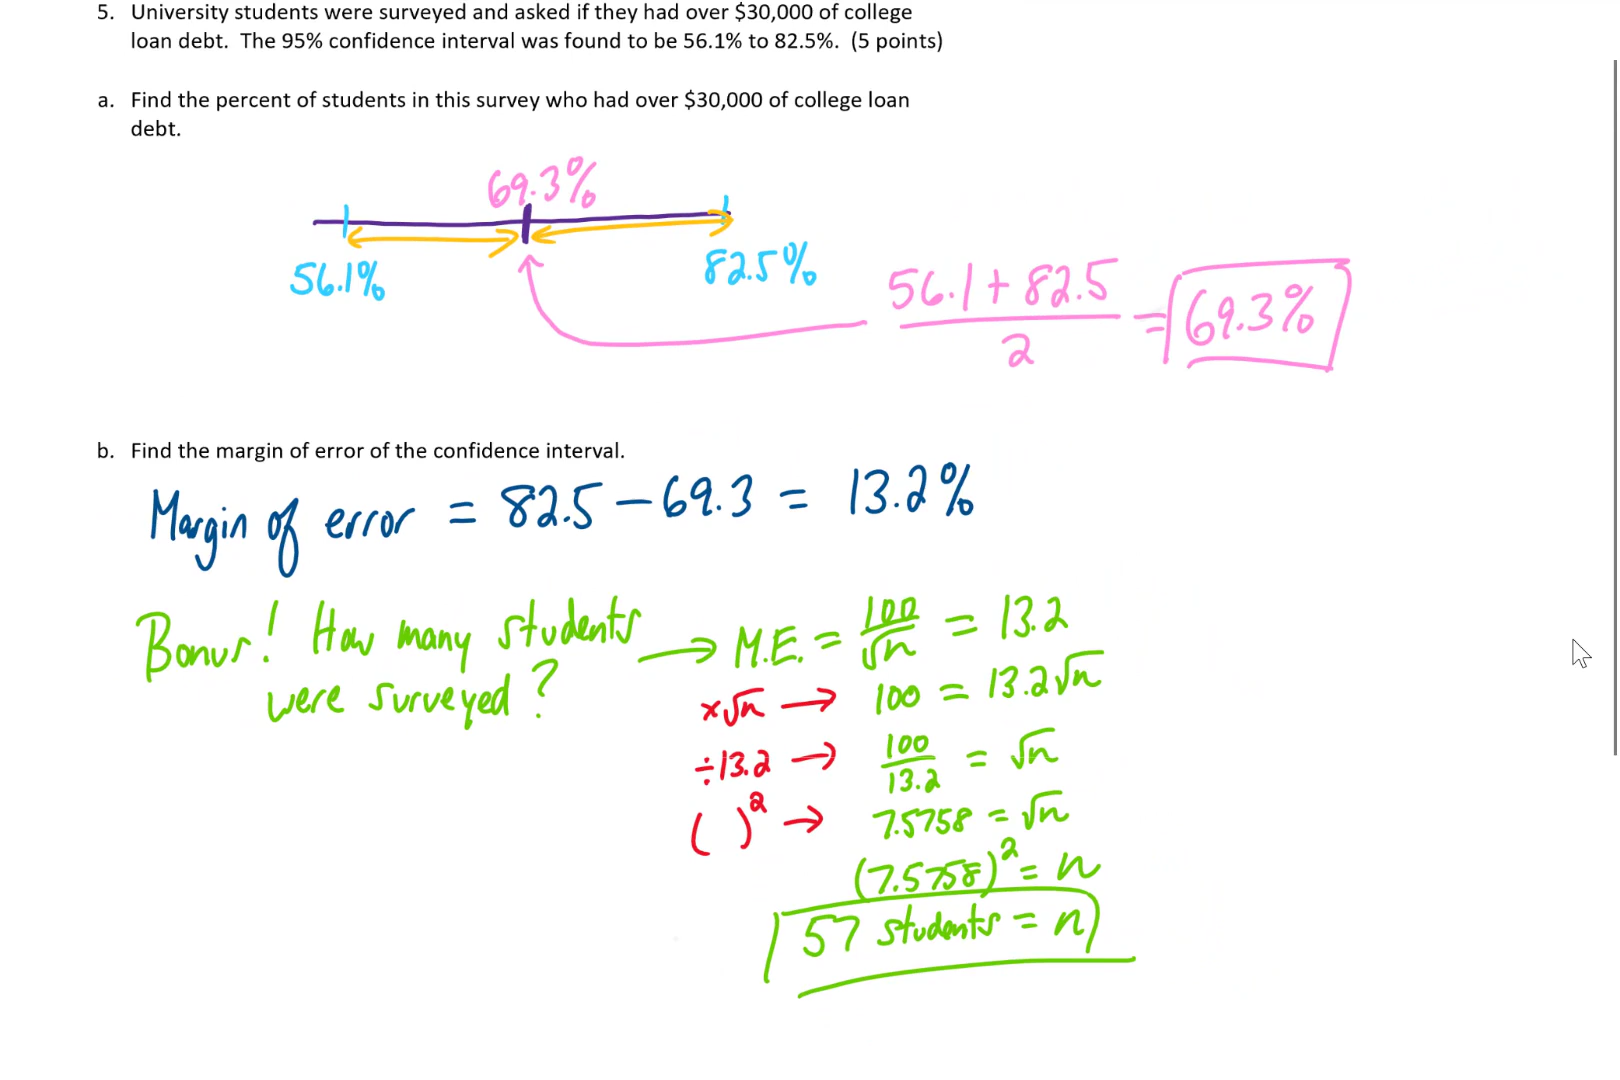 5. University students were surveyed and asked if they had over $30,000 of college
loan debt. The 95% confidence interval was found to be 56.1% to 82.5%. (5 points)
a. Find the percent of students in this survey who had over $30,000 of college loan
debt.
69.3%
56.1%
82.5%
56.1 + 82.5 / 2 = 69.3%
b. Find the margin of error of the confidence interval.
Margin of error = 82.5 – 69.3 = 13.2%
Bonus! How many students
were surveyed?
→ M.E. = 100/√n = 13.2
x√n → 100 = 13.2√n
÷13.2 → 100/13.2 = √n
( )² → 7.5758 = √n
(7.5758)² = n
57 students = n